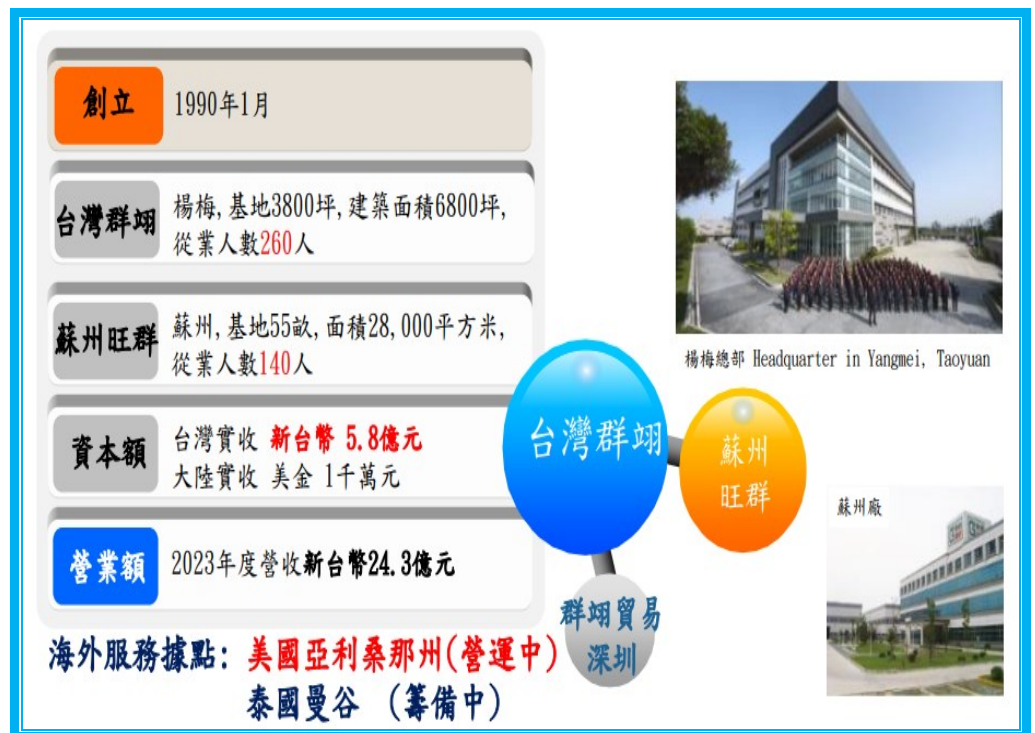 創立
1990年1月
台灣群翊
楊梅,基地3800坪,建築面積6800坪,
從業人數260人
蘇州旺群
蘇州,基地55畝,面積28,000平方米,
從業人數140人
資本額
台灣實收 新台幣 5.8億元
大陸實收 美金 1千萬元
營業額
2023年度營收新台幣24.3億元
海外服務據點: 美國亞利桑那州(營運中)
泰國曼谷 (籌備中)
楊梅總部 Headquarter in Yangmei, Taoyuan
台灣群翊
蘇州
旺群
群翊貿易
深圳
蘇州廠